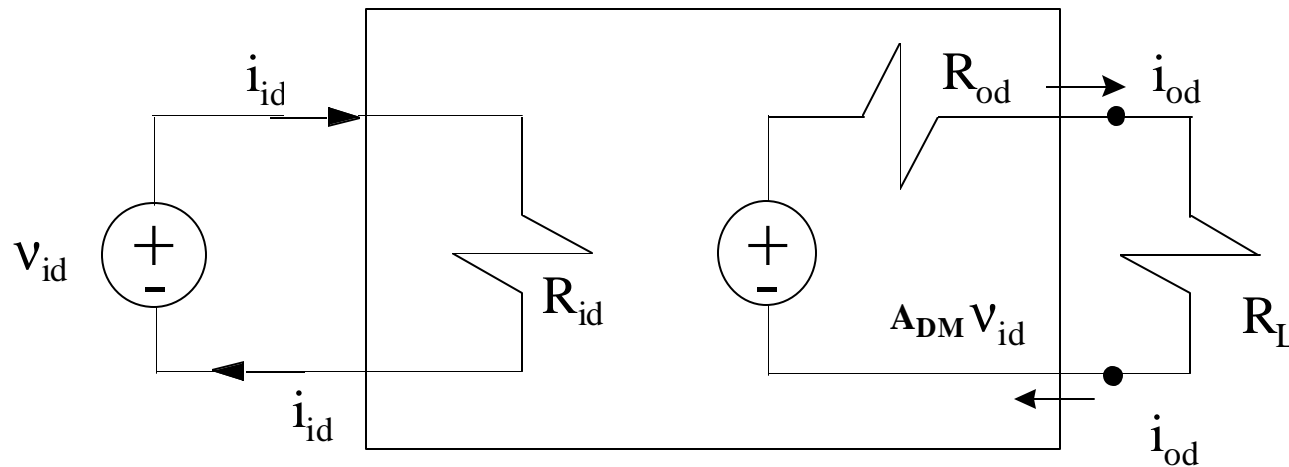 i_id
R_od
i_od
+
-
ν_id
R_id
+
-
A_DM ν_id
R_L
i_id
i_od